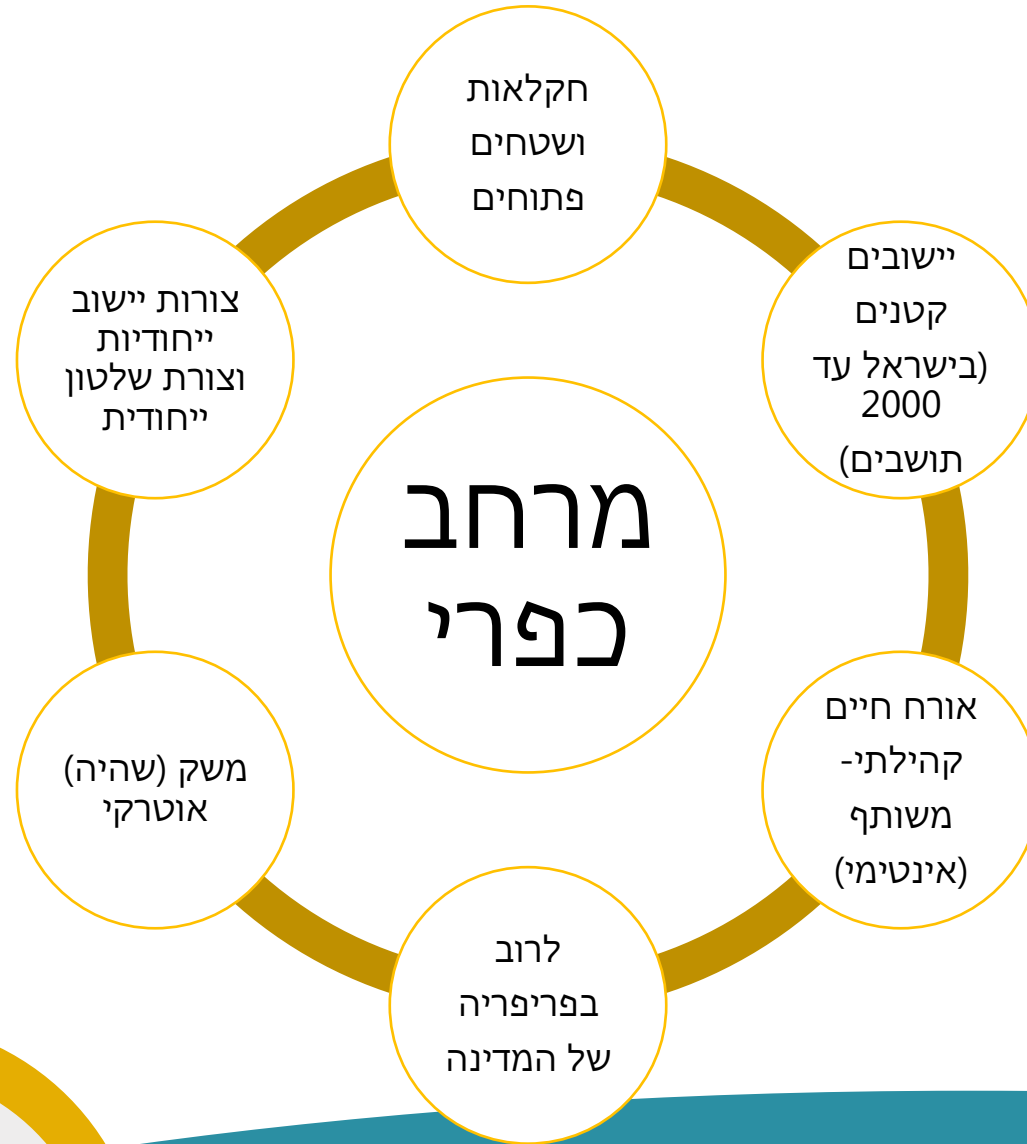 חקלאות
ושטחים
פתוחים
יישובים
קטנים
(בישראל עד
2000
תושבים)
אורח חיים
קהילתי-
משותף
(אינטימי)
לרוב
בפריפריה
של המדינה
משק (שהיה)
אוטרקי
צורות יישוב
ייחודיות
וצורת שלטון
ייחודית
מרחב
כפרי